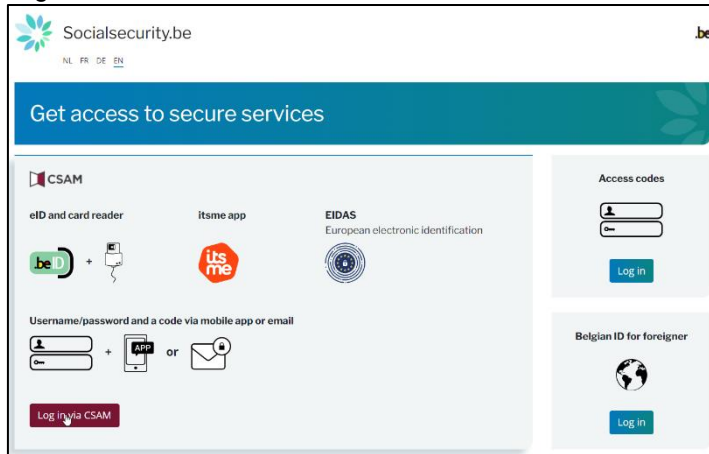 Socialsecurity.be
.be
NL FR DE EN
Get access to secure services
CSAM
eID and card reader
itsme app
EIDAS
European electronic identification
.beID
+
its
me
Username/password and a code via mobile app or email
+
APP
or
Log in via CSAM
Access codes
Log in
Belgian ID for foreigner
Log in